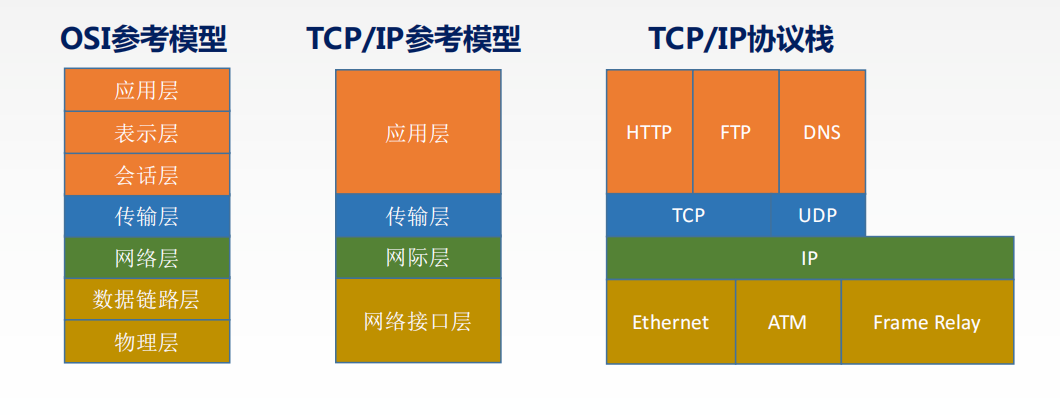 OSI参考模型
应用层
表示层
会话层
传输层
网络层
数据链路层
物理层
TCP/IP参考模型
应用层
传输层
网际层
网络接口层
TCP/IP协议栈
HTTP FTP DNS
TCP UDP
IP
Ethernet ATM Frame Relay